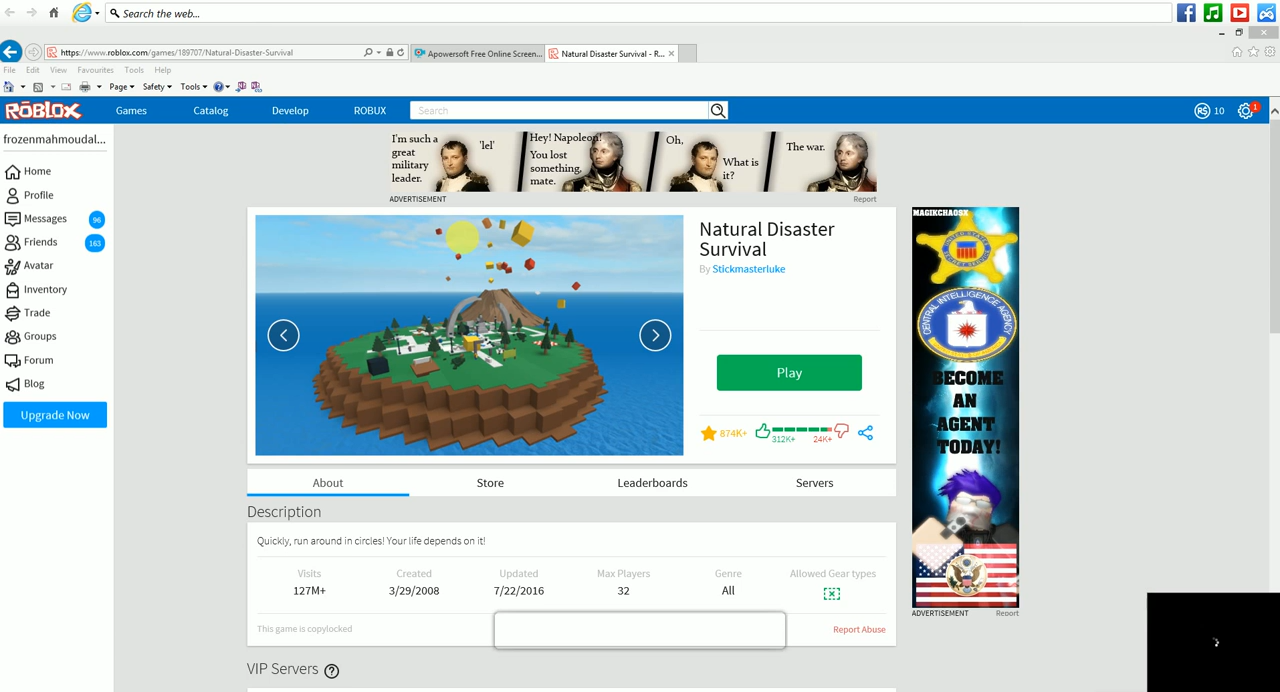 Search the web...
https://www.roblox.com/games/189707/Natural-Disaster-Survival
Apowersoft Free Online Screen...
Natural Disaster Survival - R...
File Edit View Favourites Tools Help
Page Safety Tools
ROBLOX Games Catalog Develop ROBUX Search R$ 10 1
frozenmahmoudal...
Home
Profile
Messages 96
Friends 163
Avatar
Inventory
Trade
Groups
Forum
Blog
Upgrade Now
I'm such a
great
military
leader.
'lel'
Hey! Napoleon!
You lost
something,
mate.
Oh,
What is
it?
The war.
ADVERTISEMENT Report
Natural Disaster
Survival
By Stickmasterluke
Play
874K+ 312K+ 24K+
About Store Leaderboards Servers
Description
Quickly, run around in circles! Your life depends on it!
Visits Created Updated Max Players Genre Allowed Gear types
127M+ 3/29/2008 7/22/2016 32 All
This game is copylocked Report Abuse
VIP Servers ?
MAGIKCHAOSX
CENTRAL INTELLIGENCE AGENCY
BECOME
AN
AGENT
TODAY!
ADVERTISEMENT Report